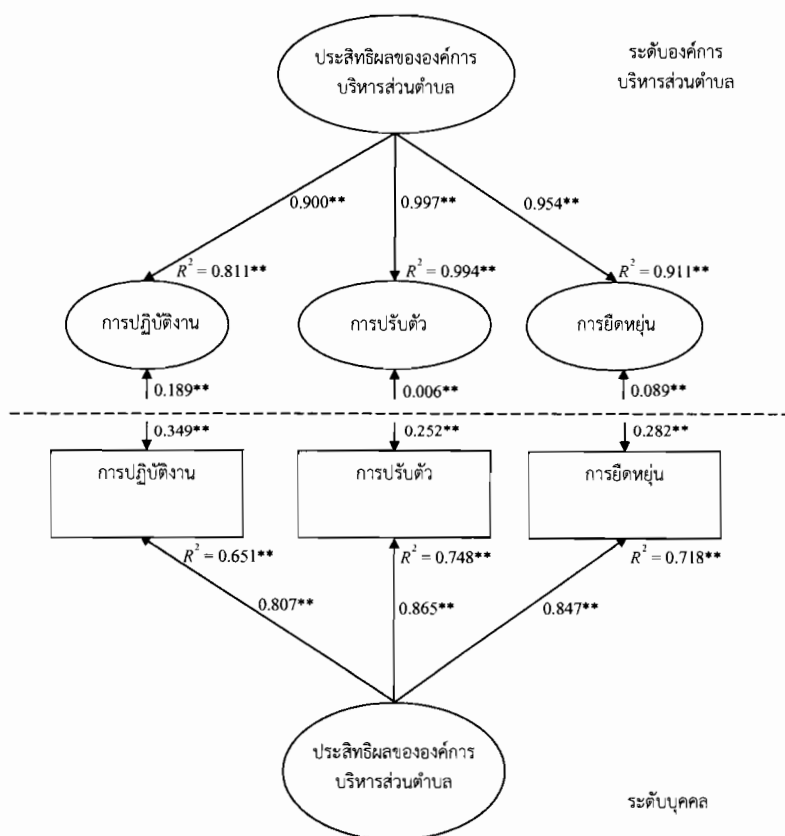 ประสิทธิผลขององค์การ
บริหารส่วนตำบล
ระดับองค์การ
บริหารส่วนตำบล
0.900**
0.997**
0.954**
R² = 0.811**
R² = 0.994**
R² = 0.911**
การปฏิบัติงาน
การปรับตัว
การยืดหยุ่น
0.189**
0.006**
0.089**
0.349**
0.252**
0.282**
การปฏิบัติงาน
การปรับตัว
การยืดหยุ่น
R² = 0.651**
R² = 0.748**
R² = 0.718**
0.807**
0.865**
0.847**
ประสิทธิผลขององค์การ
บริหารส่วนตำบล
ระดับบุคคล